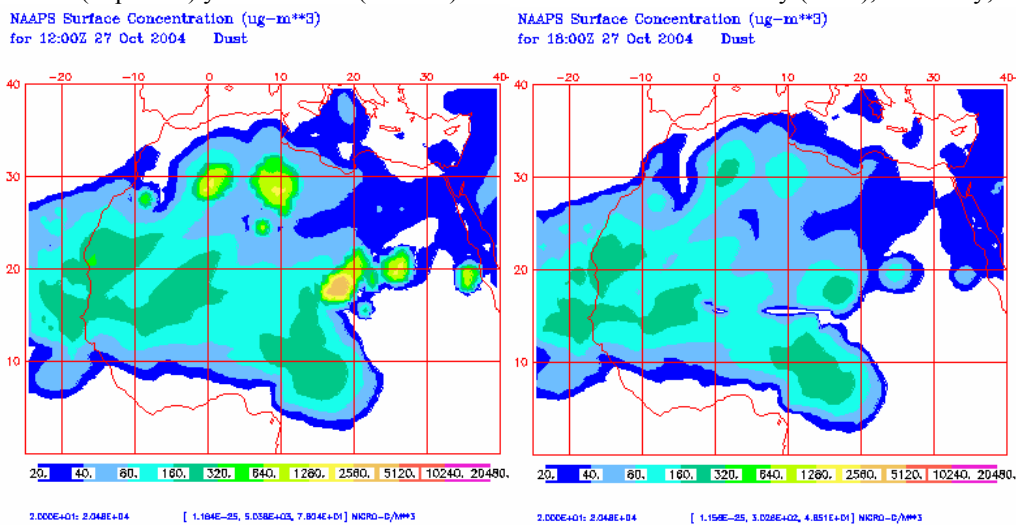 NAAPS Surface Concentration (ug-m**3)
for 12:00Z 27 Oct 2004 Dust
-20 -10 0 10 20 30 40
40
30
20
10
20. 40. 80. 160. 320. 640. 1280. 2560. 5120. 10240. 20480.
2.000E+01: 2.048E+04 [ 1.164E-25, 5.038E+03, 7.804E+01] MICRO-G/M**3
NAAPS Surface Concentration (ug-m**3)
for 18:00Z 27 Oct 2004 Dust
-20 -10 0 10 20 30 40
40
30
20
10
20. 40. 80. 160. 320. 640. 1280. 2560. 5120. 10240. 20480.
2.000E+01: 2.048E+04 [ 1.159E-25, 3.028E+02, 4.851E+01] MICRO-G/M**3